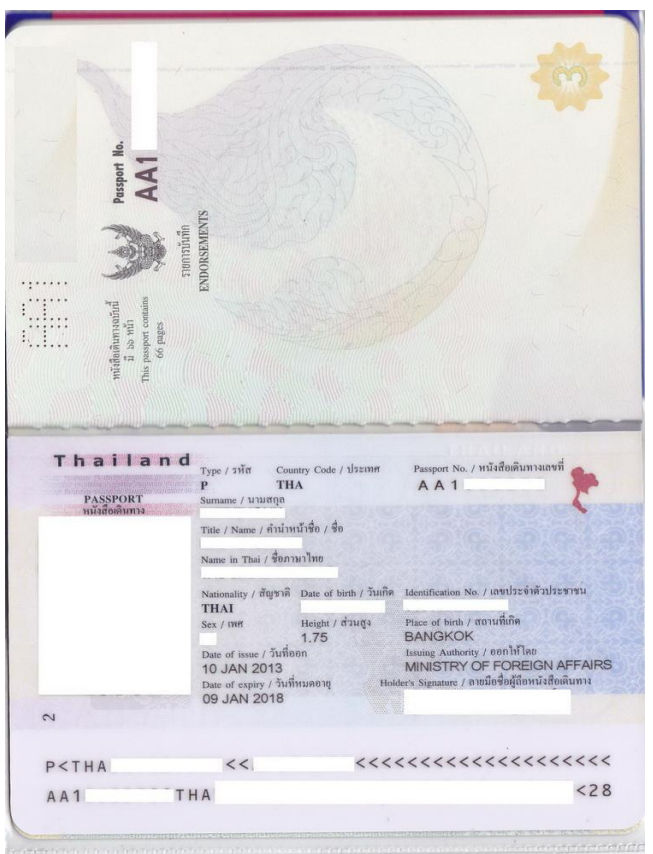 Passport No.
AA1
รายการบันทึก
ENDORSEMENTS
หนังสือเดินทางฉบับนี้
มี ๖๖ หน้า
This passport contains
66 pages
๓
Thailand
PASSPORT
หนังสือเดินทาง
Type / รหัส Country Code / ประเทศ Passport No. / หนังสือเดินทางเลขที่
P THA AA1
Surname / นามสกุล
Title / Name / คำนำหน้าชื่อ / ชื่อ
Name in Thai / ชื่อภาษาไทย
Nationality / สัญชาติ Date of birth / วันเกิด Identification No. / เลขประจำตัวประชาชน
THAI
Sex / เพศ Height / ส่วนสูง Place of birth / สถานที่เกิด
1.75 BANGKOK
Date of issue / วันที่ออก Issuing Authority / ออกให้โดย
10 JAN 2013 MINISTRY OF FOREIGN AFFAIRS
Date of expiry / วันที่หมดอายุ Holder's Signature / ลายมือชื่อผู้ถือหนังสือเดินทาง
09 JAN 2018
2
P<THA << <<<<<<<<<<<<<<<<<<<<
AA1 THA <28